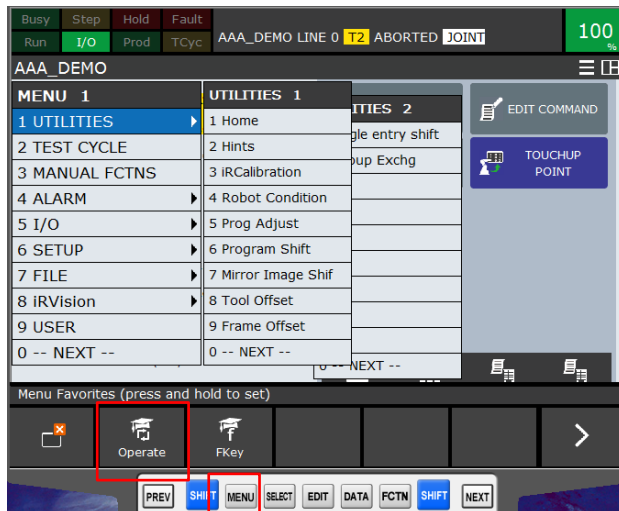 Busy Step Hold Fault
Run I/O Prod TCyc
AAA_DEMO LINE 0 T2 ABORTED JOINT
100
%
AAA_DEMO
MENU 1
1 UTILITIES
2 TEST CYCLE
3 MANUAL FCTNS
4 ALARM
5 I/O
6 SETUP
7 FILE
8 iRVision
9 USER
0 -- NEXT --
UTILITIES 1
1 Home
2 Hints
3 iRCalibration
4 Robot Condition
5 Prog Adjust
6 Program Shift
7 Mirror Image Shif
8 Tool Offset
9 Frame Offset
0 -- NEXT --
ITIES 2
gle entry shift
oup Exchg
0 -- NEXT --
EDIT COMMAND
TOUCHUP
POINT
Menu Favorites (press and hold to set)
Operate
FKey
PREV SHIFT MENU SELECT EDIT DATA FCTN SHIFT NEXT